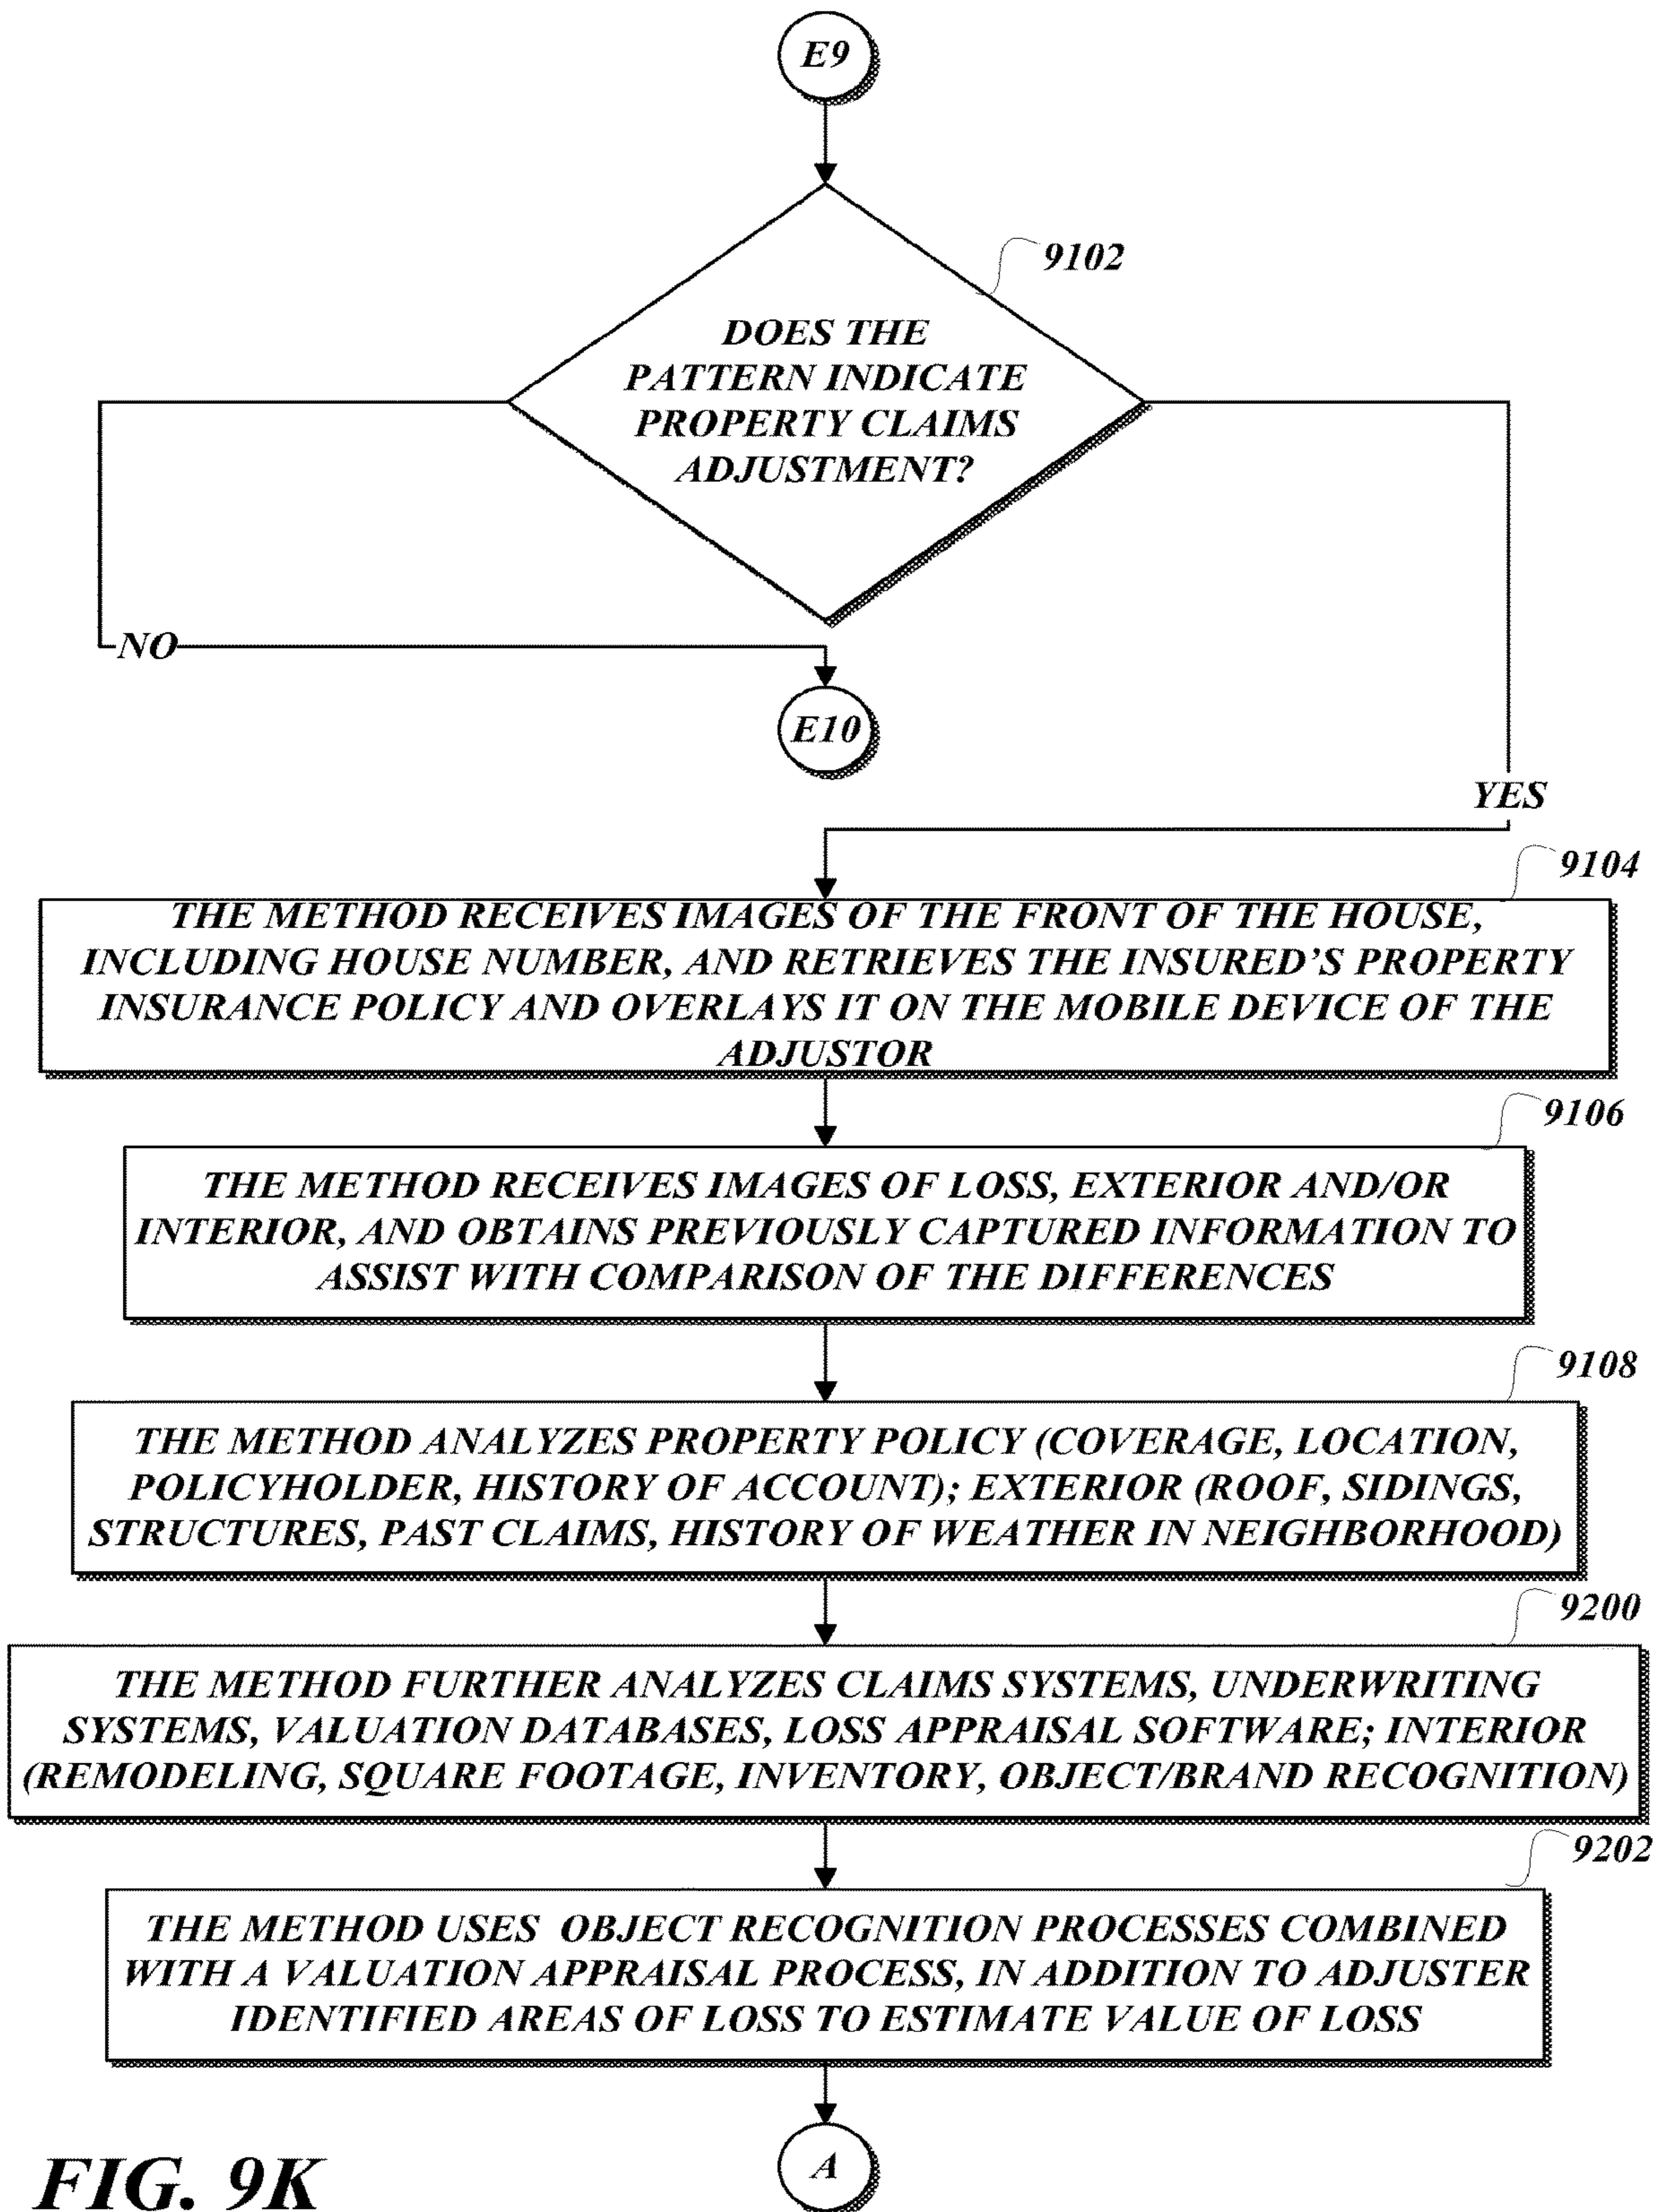 E9
9102
DOES THE
PATTERN INDICATE
PROPERTY CLAIMS
ADJUSTMENT?
NO
E10
YES
9104
THE METHOD RECEIVES IMAGES OF THE FRONT OF THE HOUSE,
INCLUDING HOUSE NUMBER, AND RETRIEVES THE INSURED’S PROPERTY
INSURANCE POLICY AND OVERLAYS IT ON THE MOBILE DEVICE OF THE
ADJUSTOR
9106
THE METHOD RECEIVES IMAGES OF LOSS, EXTERIOR AND/OR
INTERIOR, AND OBTAINS PREVIOUSLY CAPTURED INFORMATION TO
ASSIST WITH COMPARISON OF THE DIFFERENCES
9108
THE METHOD ANALYZES PROPERTY POLICY (COVERAGE, LOCATION,
POLICYHOLDER, HISTORY OF ACCOUNT); EXTERIOR (ROOF, SIDINGS,
STRUCTURES, PAST CLAIMS, HISTORY OF WEATHER IN NEIGHBORHOOD)
9200
THE METHOD FURTHER ANALYZES CLAIMS SYSTEMS, UNDERWRITING
SYSTEMS, VALUATION DATABASES, LOSS APPRAISAL SOFTWARE; INTERIOR
(REMODELING, SQUARE FOOTAGE, INVENTORY, OBJECT/BRAND RECOGNITION)
9202
THE METHOD USES OBJECT RECOGNITION PROCESSES COMBINED
WITH A VALUATION APPRAISAL PROCESS, IN ADDITION TO ADJUSTER
IDENTIFIED AREAS OF LOSS TO ESTIMATE VALUE OF LOSS
A
FIG. 9K